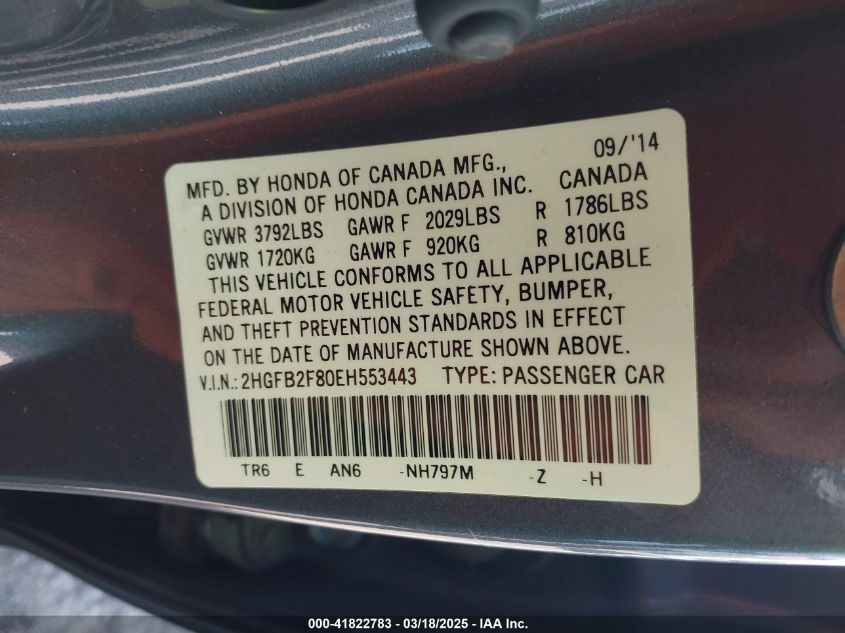 09/'14
MFD. BY HONDA OF CANADA MFG.,
A DIVISION OF HONDA CANADA INC. CANADA
GVWR 3792LBS GAWR F 2029LBS R 1786LBS
GVWR 1720KG GAWR F 920KG R 810KG
THIS VEHICLE CONFORMS TO ALL APPLICABLE
FEDERAL MOTOR VEHICLE SAFETY, BUMPER,
AND THEFT PREVENTION STANDARDS IN EFFECT
ON THE DATE OF MANUFACTURE SHOWN ABOVE.
V.I.N.: 2HGFB2F80EH553443 TYPE: PASSENGER CAR
TR6 E AN6 -NH797M -Z -H
000-41822783 - 03/18/2025 - IAA Inc.